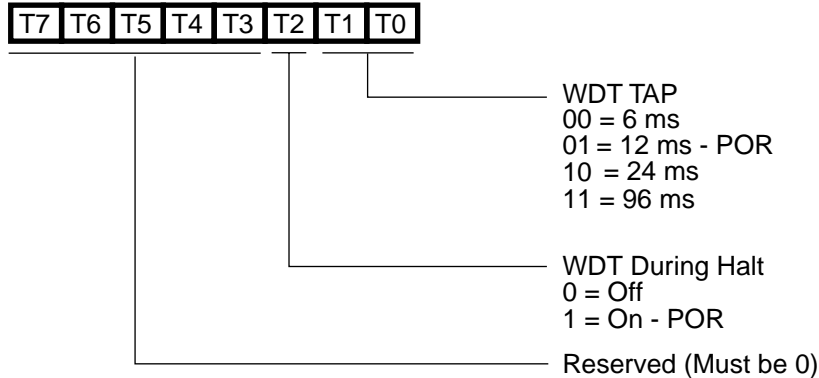 T7 T6 T5 T4 T3 T2 T1 T0
WDT TAP
00 = 6 ms
01 = 12 ms - POR
10 = 24 ms
11 = 96 ms
WDT During Halt
0 = Off
1 = On - POR
Reserved (Must be 0)